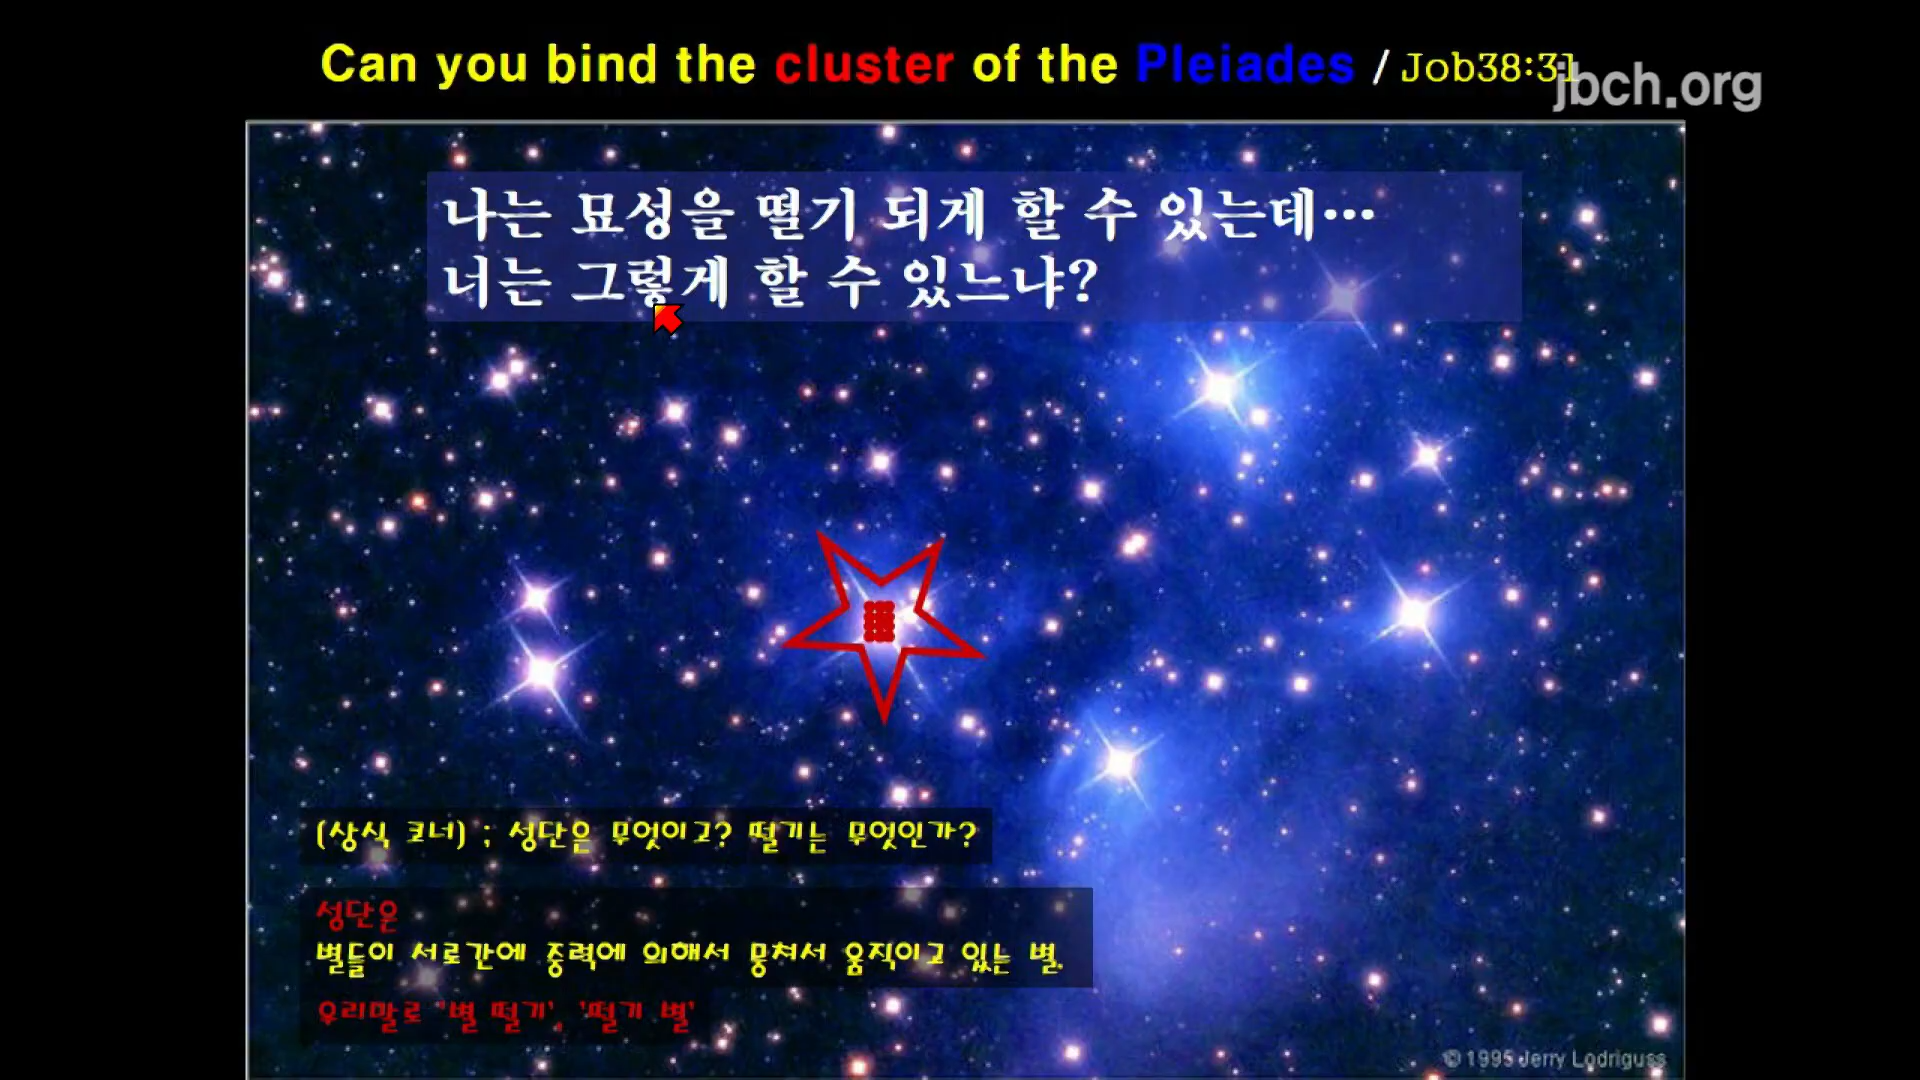 Can you bind the cluster of the Pleiades / Job38:31
jbch.org
나는 묘성을 떨기 되게 할 수 있는데...
너는 그렇게 할 수 있느냐?
(상식 코너) ; 성단은 무엇이고? 떨기는 무엇인가?
성단은
별들이 서로간에 중력에 의해서 뭉쳐서 움직이고 있는 별.
우리말로 '별 떨기', '떨기 별'
© 1995 Jerry Lodriguss